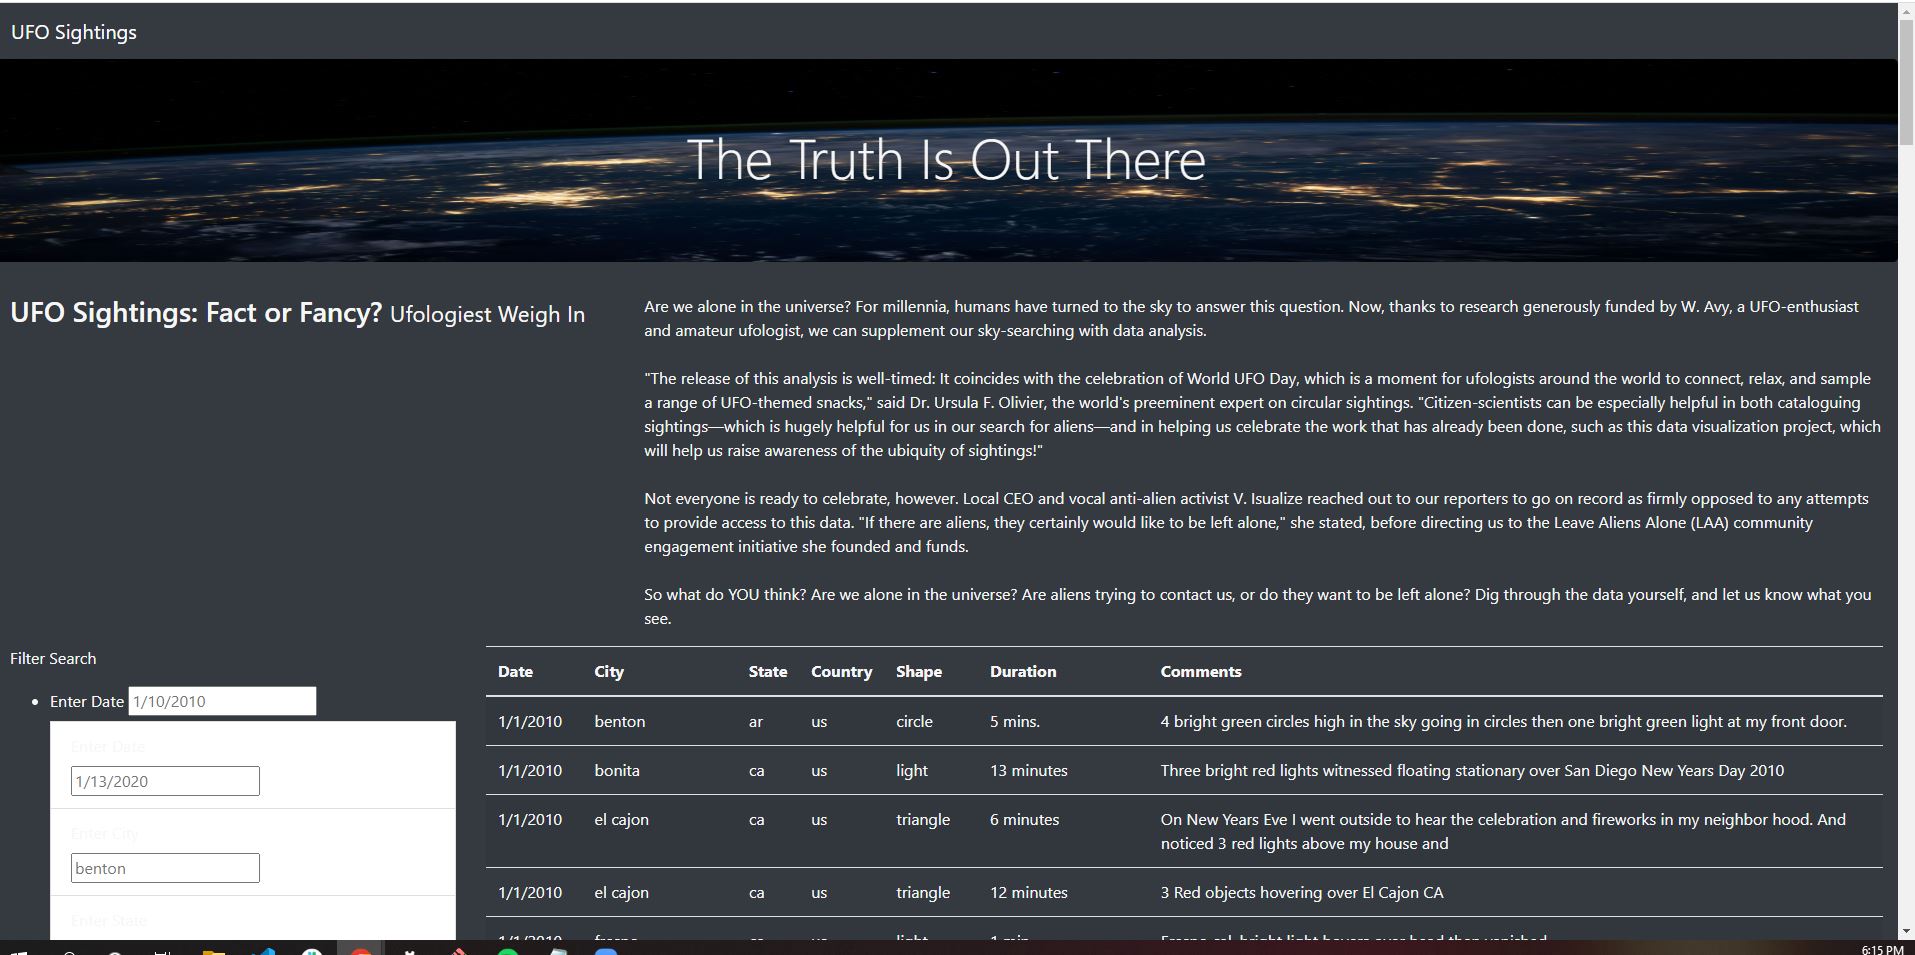 UFO Sightings
The Truth Is Out There
UFO Sightings: Fact or Fancy? Ufologiest Weigh In
Are we alone in the universe? For millennia, humans have turned to the sky to answer this question. Now, thanks to research generously funded by W. Avy, a UFO-enthusiast
and amateur ufologist, we can supplement our sky-searching with data analysis.
"The release of this analysis is well-timed: It coincides with the celebration of World UFO Day, which is a moment for ufologists around the world to connect, relax, and sample
a range of UFO-themed snacks," said Dr. Ursula F. Olivier, the world's preeminent expert on circular sightings. "Citizen-scientists can be especially helpful in both cataloguing
sightings—which is hugely helpful for us in our search for aliens—and in helping us celebrate the work that has already been done, such as this data visualization project, which
will help us raise awareness of the ubiquity of sightings!"
Not everyone is ready to celebrate, however. Local CEO and vocal anti-alien activist V. Isualize reached out to our reporters to go on record as firmly opposed to any attempts
to provide access to this data. "If there are aliens, they certainly would like to be left alone," she stated, before directing us to the Leave Aliens Alone (LAA) community
engagement initiative she founded and funds.
So what do YOU think? Are we alone in the universe? Are aliens trying to contact us, or do they want to be left alone? Dig through the data yourself, and let us know what you
see.
Filter Search
Enter Date 1/10/2010
Enter Date
1/13/2020
Enter City
benton
Enter State
Date City State Country Shape Duration Comments
1/1/2010 benton ar us circle 5 mins. 4 bright green circles high in the sky going in circles then one bright green light at my front door.
1/1/2010 bonita ca us light 13 minutes Three bright red lights witnessed floating stationary over San Diego New Years Day 2010
1/1/2010 el cajon ca us triangle 6 minutes On New Years Eve I went outside to hear the celebration and fireworks in my neighbor hood. And
noticed 3 red lights above my house and
1/1/2010 el cajon ca us triangle 12 minutes 3 Red objects hovering over El Cajon CA
6:15 PM